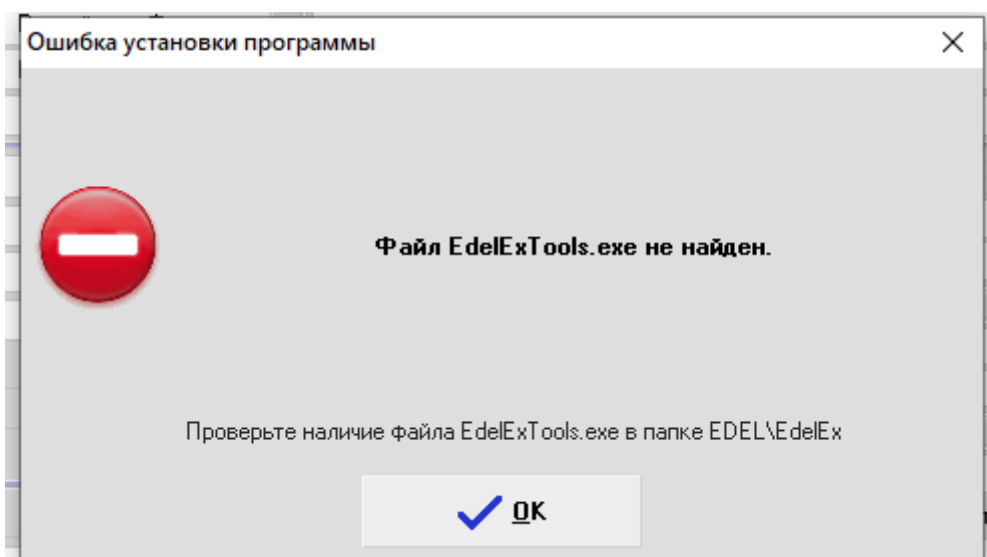 Ошибка установки программы
Файл EdelExTools.exe не найден.
Проверьте наличие файла EdelExTools.exe в папке EDEL\EdelEx
OK